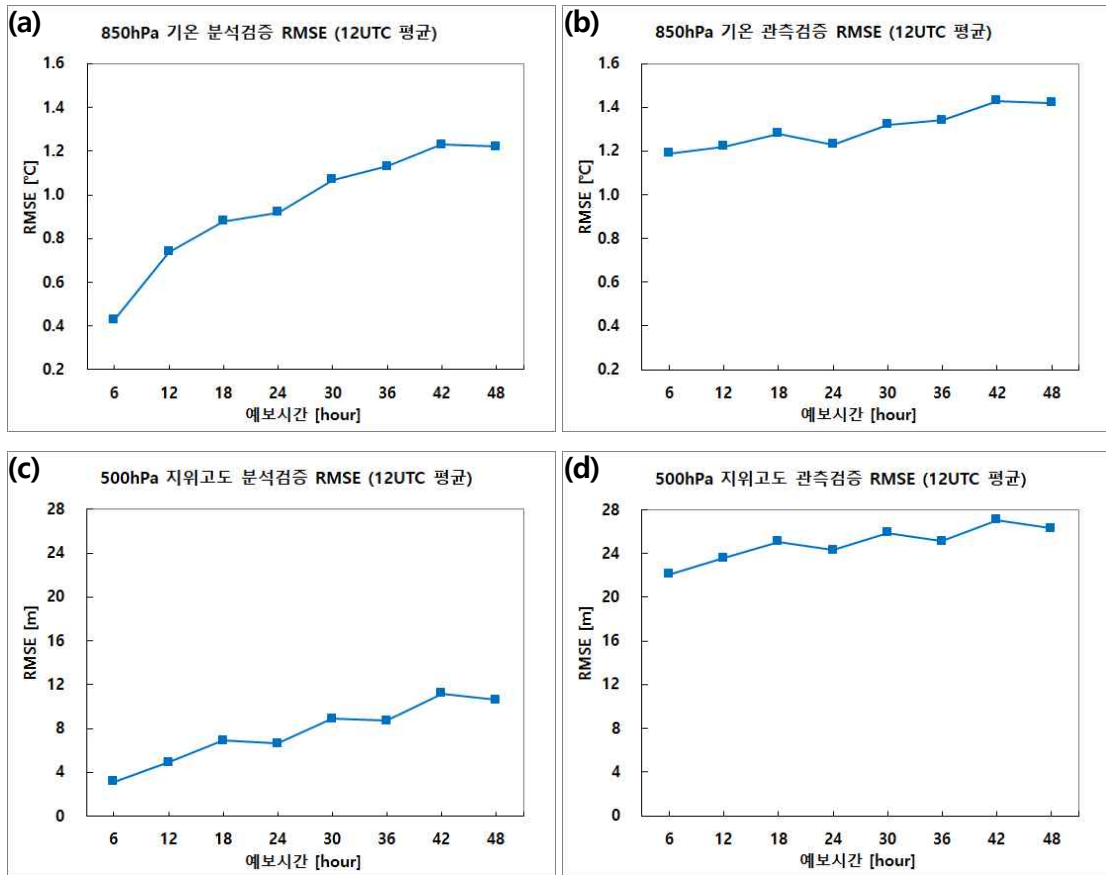 (a)
850hPa 기온 분석검증 RMSE (12UTC 평균)
RMSE [℃]
1.6
1.4
1.2
1.0
0.8
0.6
0.4
0.2
6 12 18 24 30 36 42 48
예보시간 [hour]
(b)
850hPa 기온 관측검증 RMSE (12UTC 평균)
RMSE [℃]
1.6
1.4
1.2
1.0
0.8
0.6
0.4
0.2
6 12 18 24 30 36 42 48
예보시간 [hour]
(c)
500hPa 지위고도 분석검증 RMSE (12UTC 평균)
RMSE [m]
28
24
20
16
12
8
4
0
6 12 18 24 30 36 42 48
예보시간 [hour]
(d)
500hPa 지위고도 관측검증 RMSE (12UTC 평균)
RMSE [m]
28
24
20
16
12
8
4
0
6 12 18 24 30 36 42 48
예보시간 [hour]